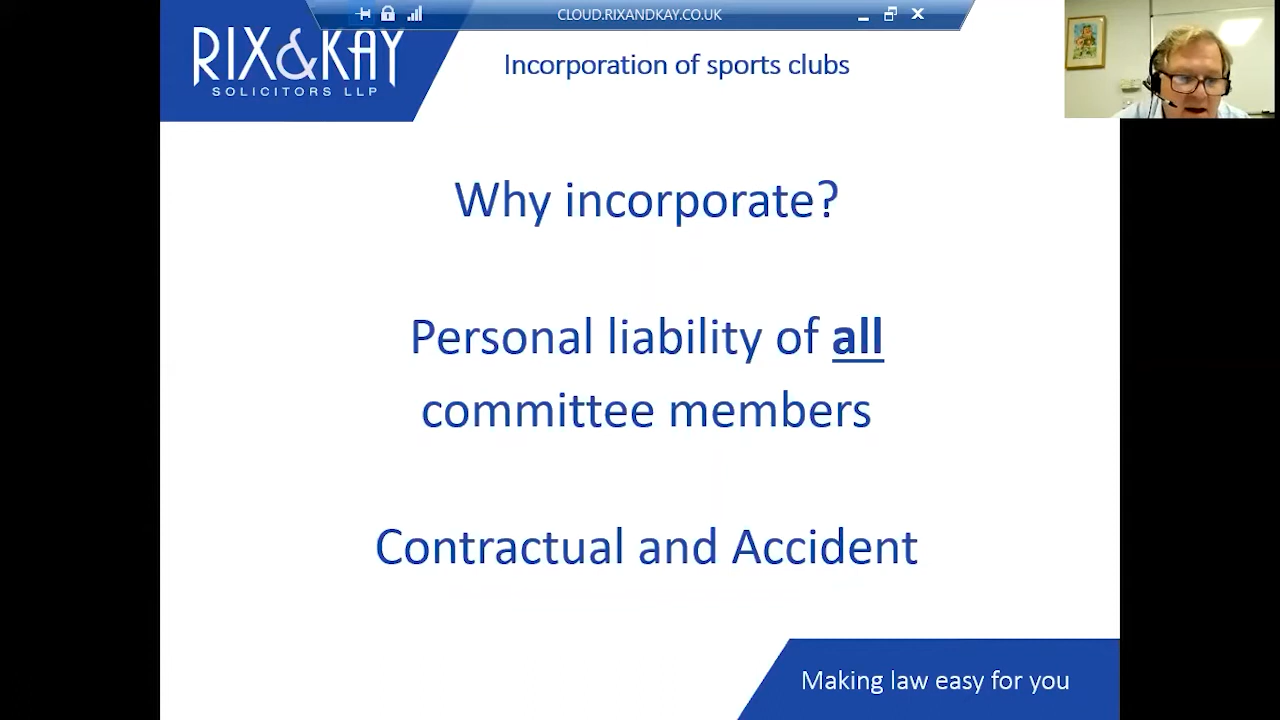 CLOUD.RIXANDKAY.CO.UK
RIX&KAY
SOLICITORS LLP
Incorporation of sports clubs
Why incorporate?
Personal liability of all
committee members
Contractual and Accident
Making law easy for you